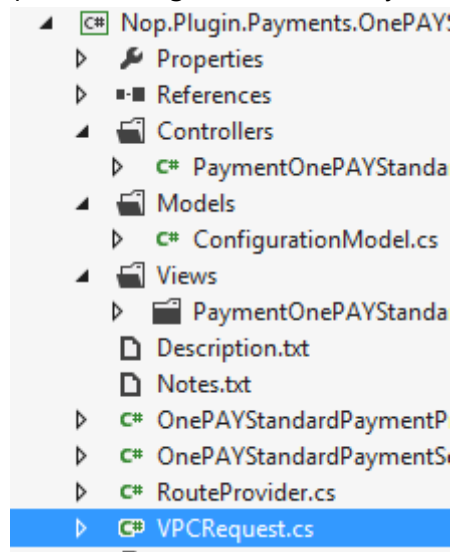 Nop.Plugin.Payments.OnePAYS
Properties
References
Controllers
C# PaymentOnePAYStanda
Models
C# ConfigurationModel.cs
Views
PaymentOnePAYStanda
Description.txt
Notes.txt
C# OnePAYStandardPaymentP
C# OnePAYStandardPaymentSe
C# RouteProvider.cs
C# VPCRequest.cs